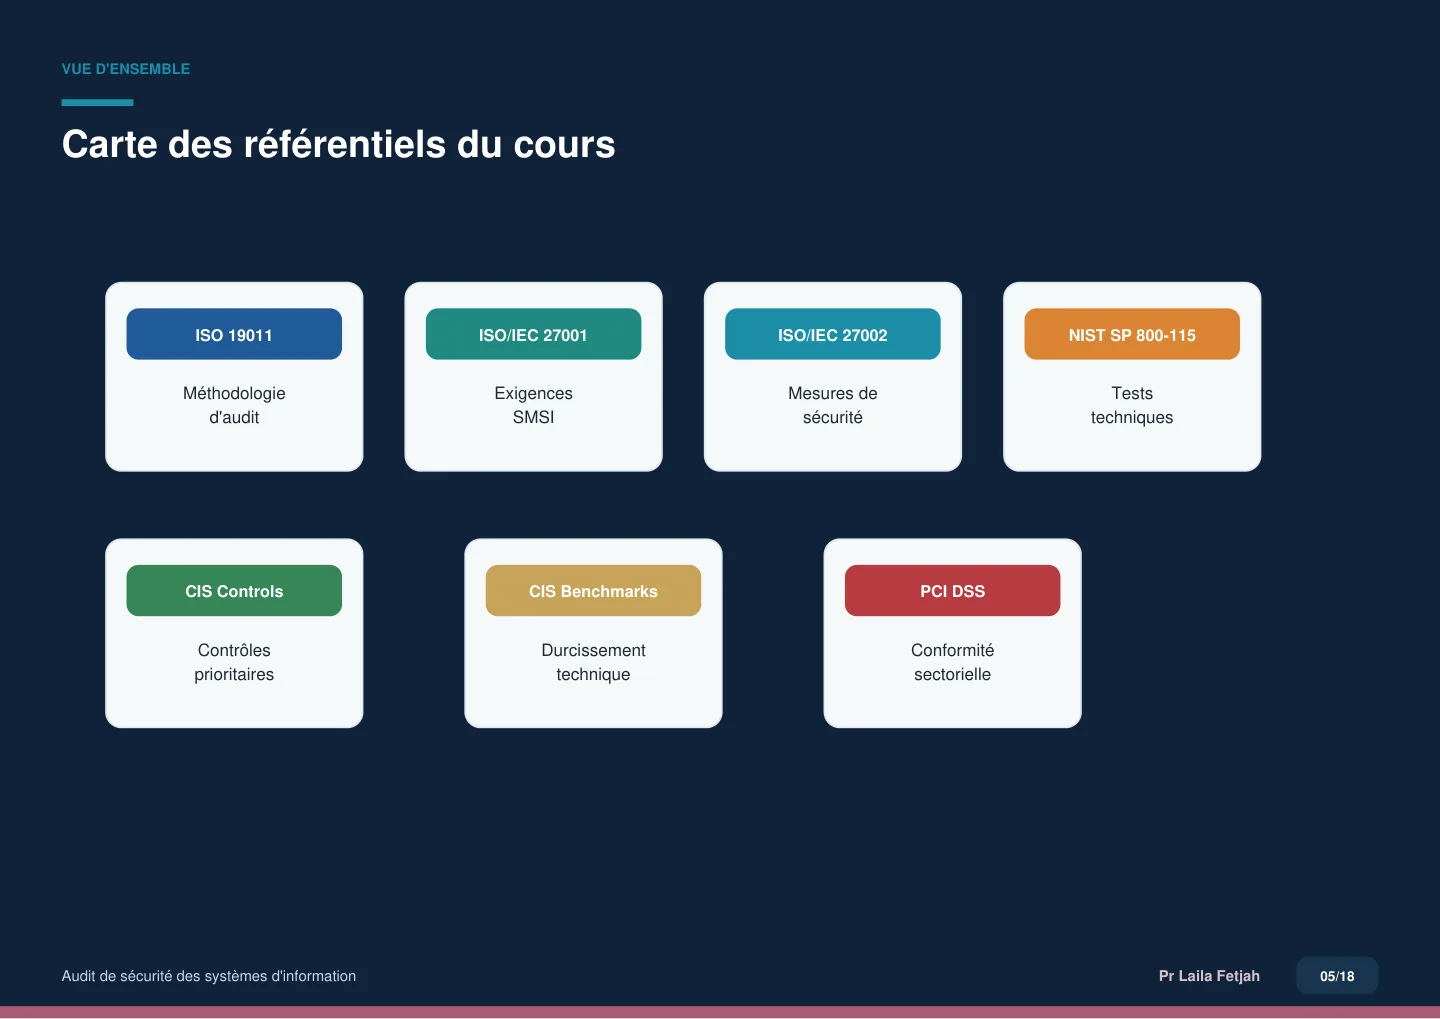 VUE D'ENSEMBLE
Carte des référentiels du cours
ISO 19011
Méthodologie
d'audit
ISO/IEC 27001
Exigences
SMSI
ISO/IEC 27002
Mesures de
sécurité
NIST SP 800-115
Tests
techniques
CIS Controls
Contrôles
prioritaires
CIS Benchmarks
Durcissement
technique
PCI DSS
Conformité
sectorielle
Audit de sécurité des systèmes d'information
Pr Laila Fetjah
05/18